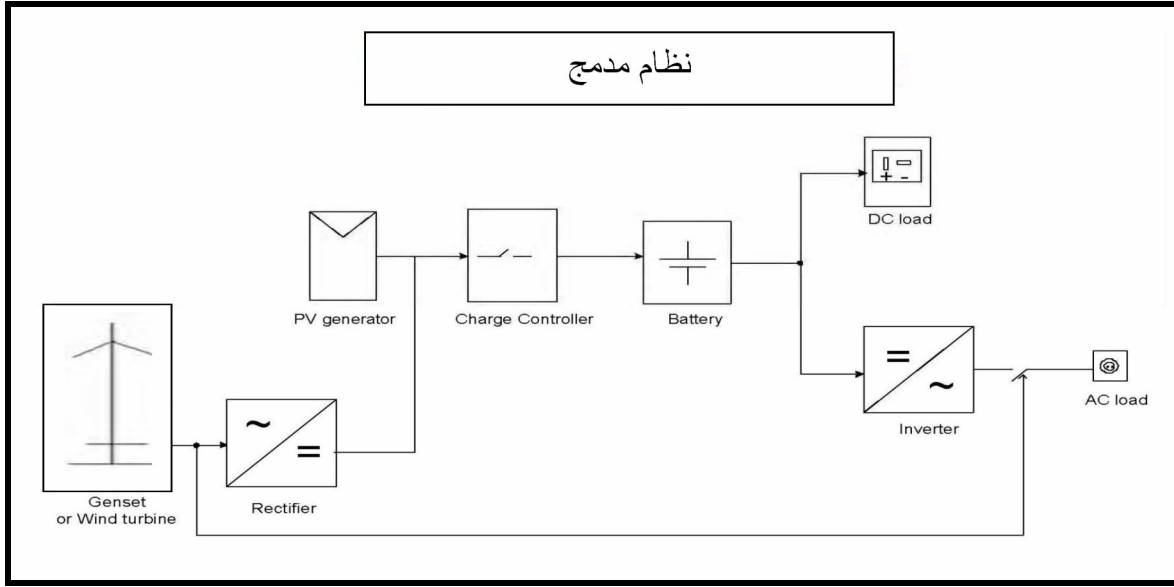 نظام مدمج
DC load
PV generator
Charge Controller
Battery
Inverter
AC load
Genset
or Wind turbine
Rectifier